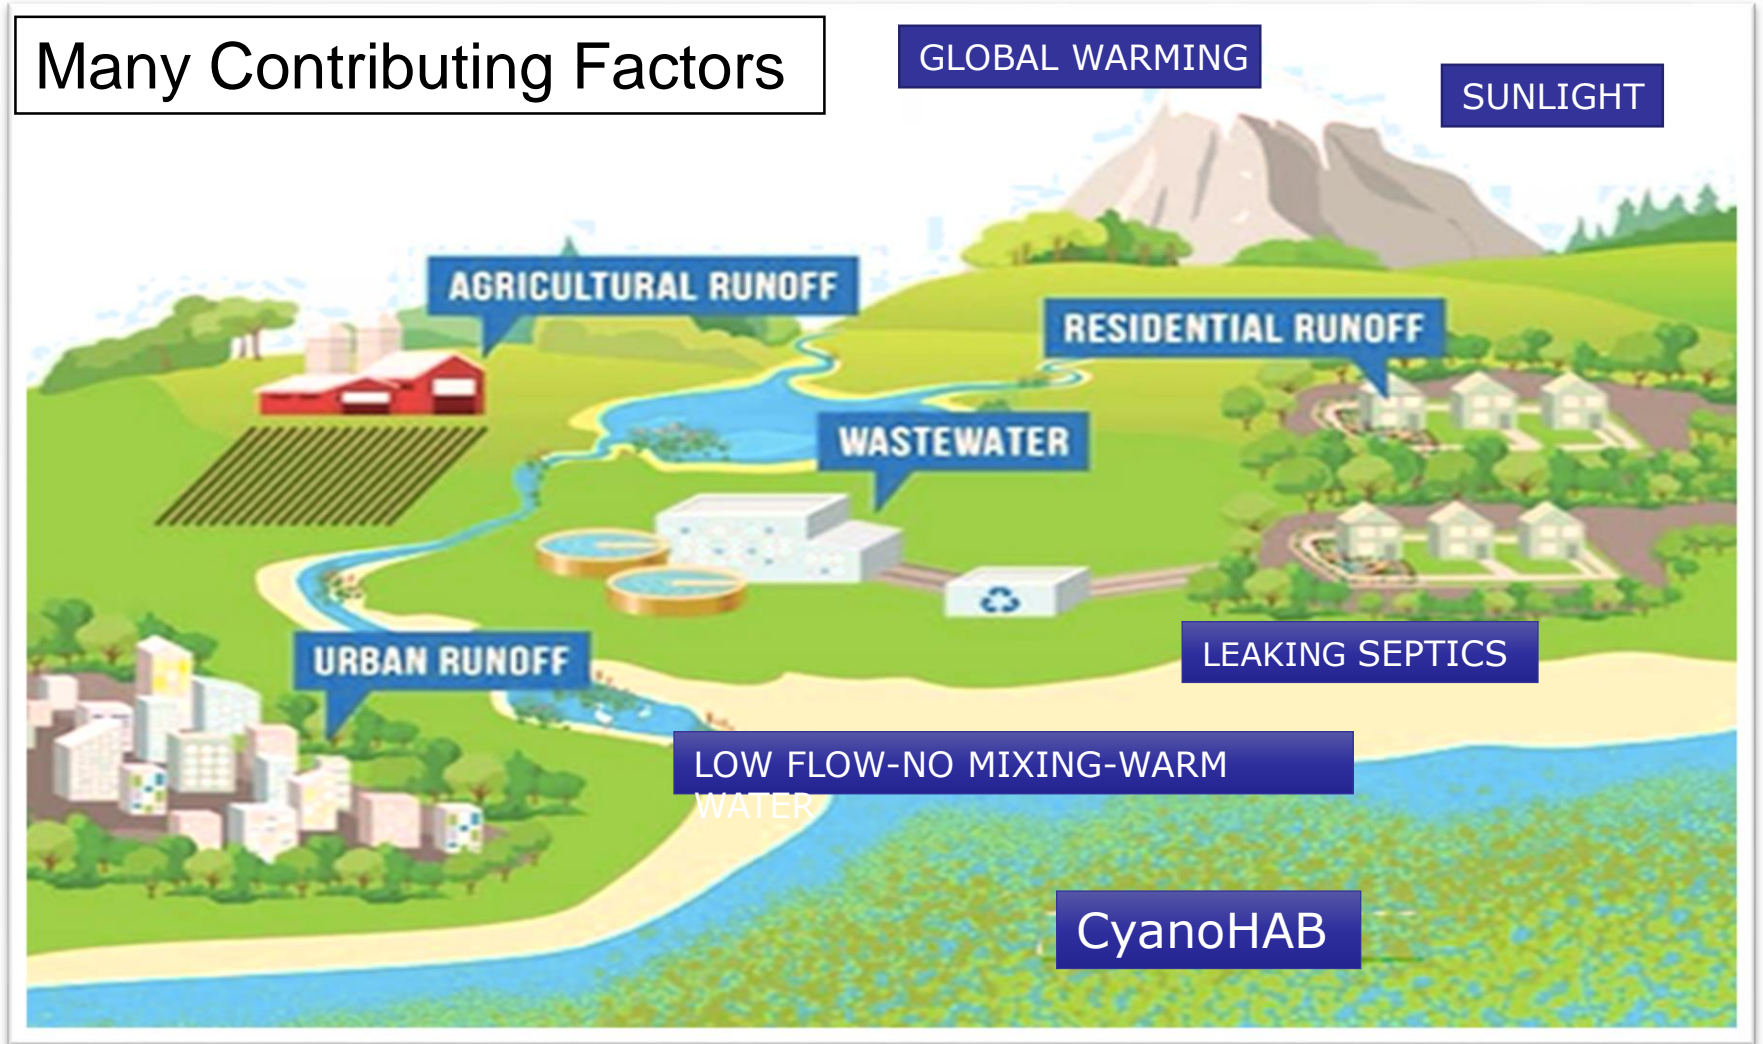 Many Contributing Factors
GLOBAL WARMING
SUNLIGHT
AGRICULTURAL RUNOFF
RESIDENTIAL RUNOFF
WASTEWATER
URBAN RUNOFF
LEAKING SEPTICS
LOW FLOW-NO MIXING-WARM
WATER
CyanoHAB